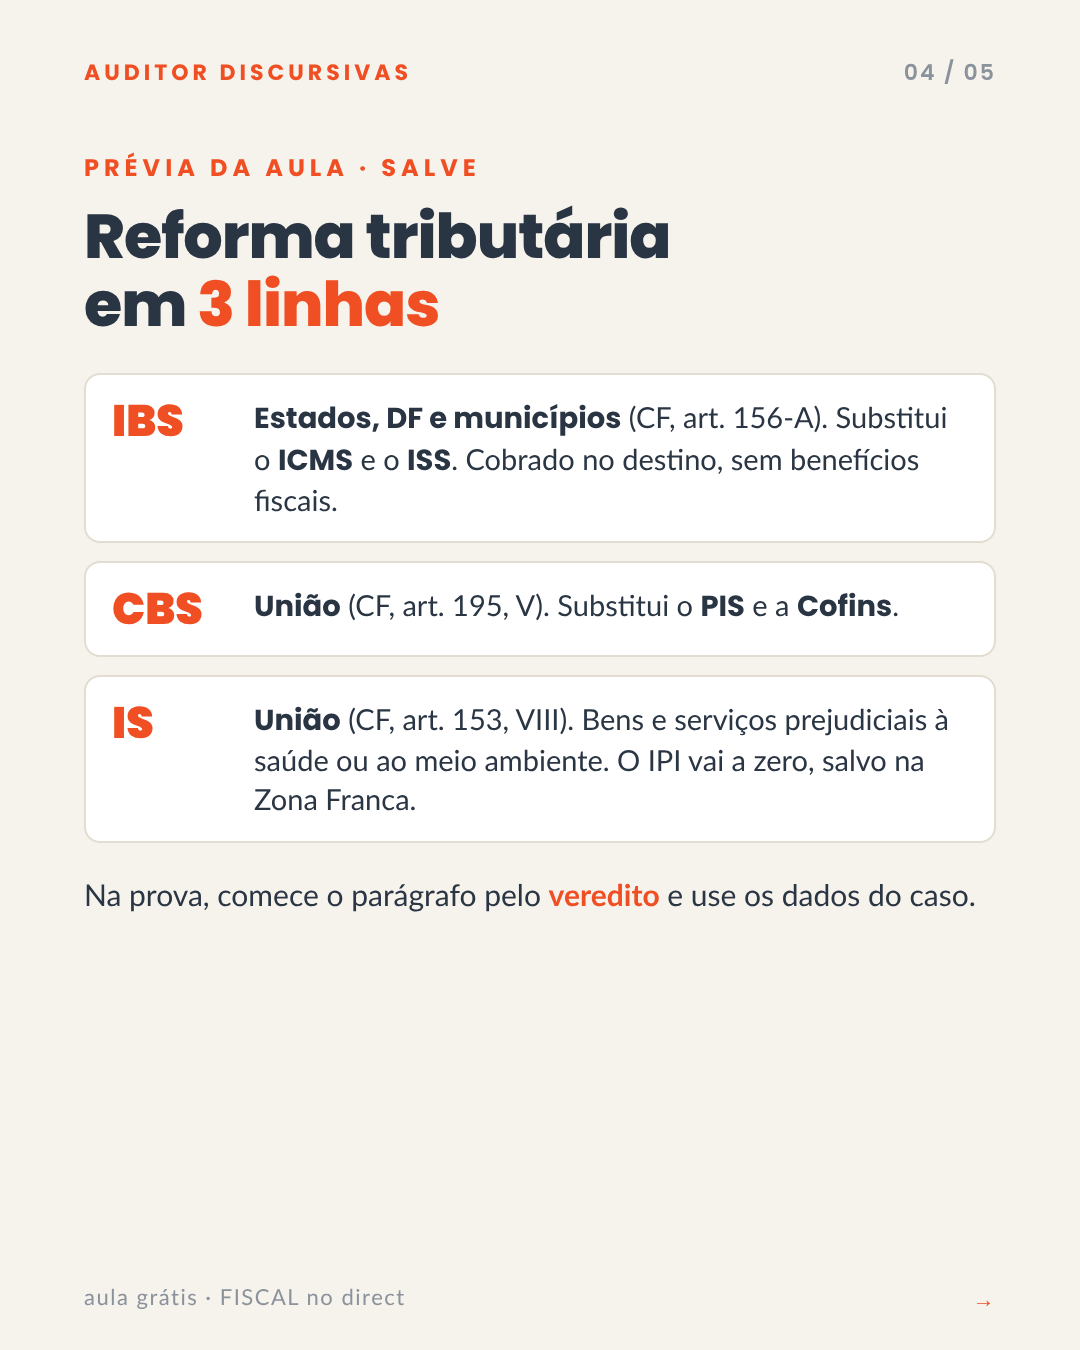 AUDITOR DISCURSIVAS
04 / 05
PRÉVIA DA AULA · SALVE
Reforma tributária
em 3 linhas
IBS
Estados, DF e municípios (CF, art. 156-A). Substitui
o ICMS e o ISS. Cobrado no destino, sem benefícios
fiscais.
CBS
União (CF, art. 195, V). Substitui o PIS e a Cofins.
IS
União (CF, art. 153, VIII). Bens e serviços prejudiciais à
saúde ou ao meio ambiente. O IPI vai a zero, salvo na
Zona Franca.
Na prova, comece o parágrafo pelo veredito e use os dados do caso.
aula grátis · FISCAL no direct
→